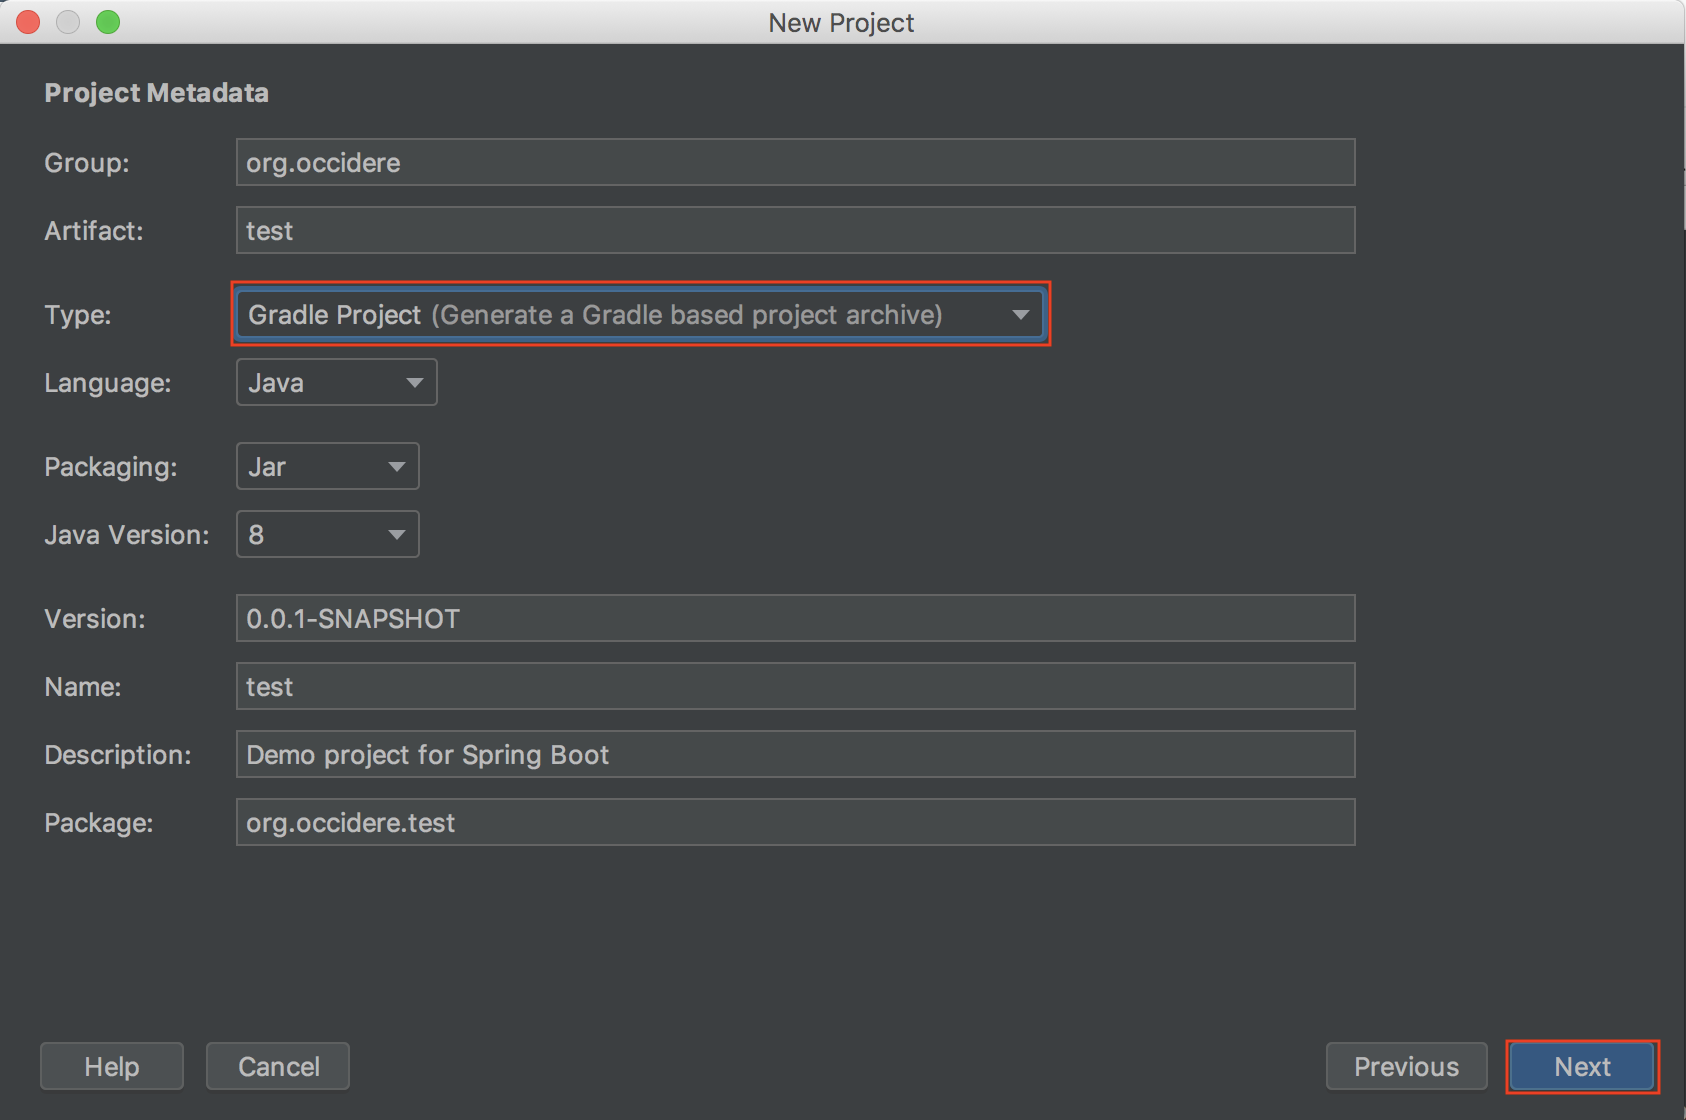 New Project
Project Metadata
Group: org.occidere
Artifact: test
Type: Gradle Project (Generate a Gradle based project archive)
Language: Java
Packaging: Jar
Java Version: 8
Version: 0.0.1-SNAPSHOT
Name: test
Description: Demo project for Spring Boot
Package: org.occidere.test
Help Cancel Previous Next